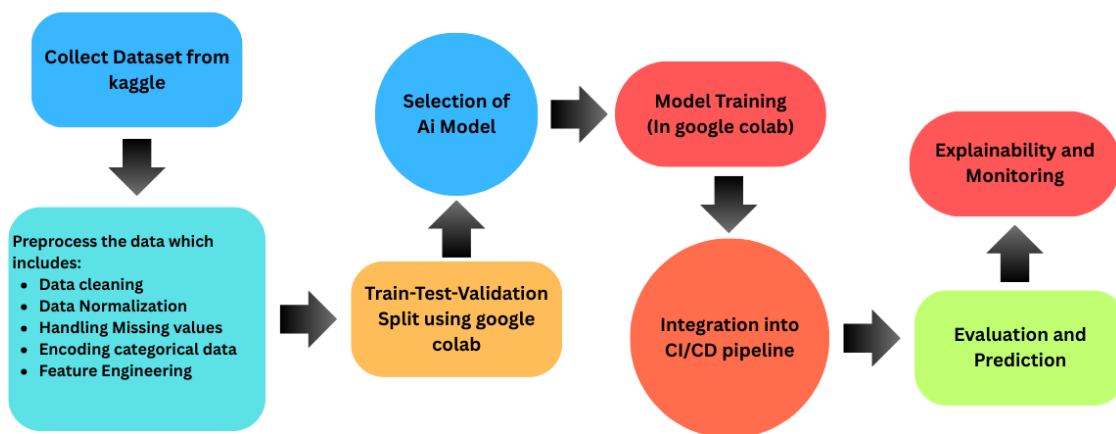 Collect Dataset from
kaggle
Preprocess the data which
includes:
• Data cleaning
• Data Normalization
• Handling Missing values
• Encoding categorical data
• Feature Engineering
Train-Test-Validation
Split using google
colab
Selection of
Ai Model
Model Training
(In google colab)
Integration into
CI/CD pipeline
Evaluation and
Prediction
Explainability and
Monitoring